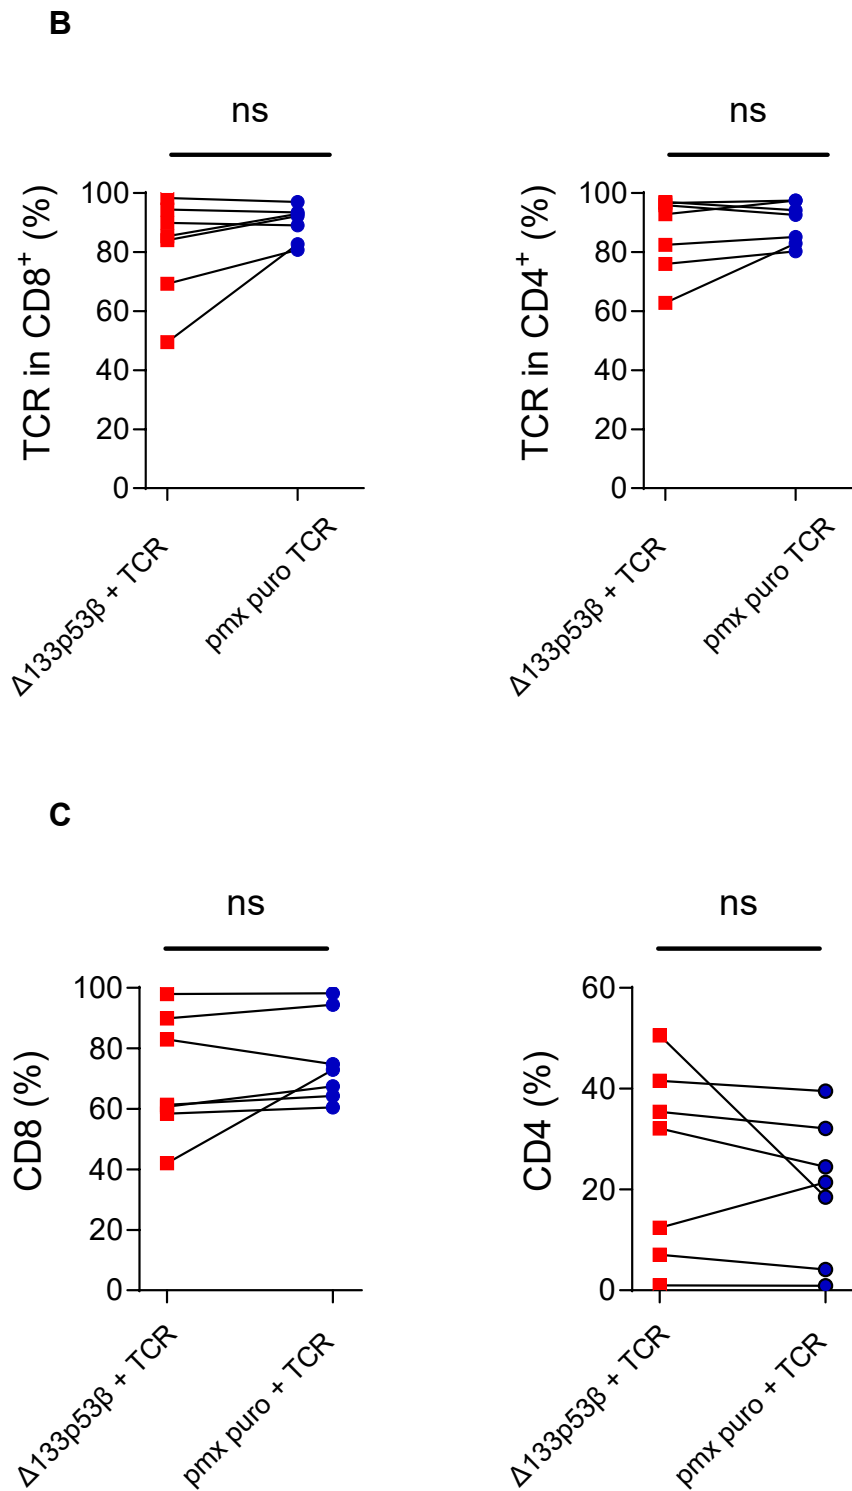 B
ns
ns
TCR in CD8+ (%)
100
80
60
40
20
0
Δ133p53β + TCR
pmx puro TCR
TCR in CD4+ (%)
100
80
60
40
20
0
Δ133p53β + TCR
pmx puro TCR
C
ns
ns
CD8 (%)
100
80
60
40
20
0
Δ133p53β + TCR
pmx puro + TCR
CD4 (%)
60
40
20
0
Δ133p53β + TCR
pmx puro + TCR